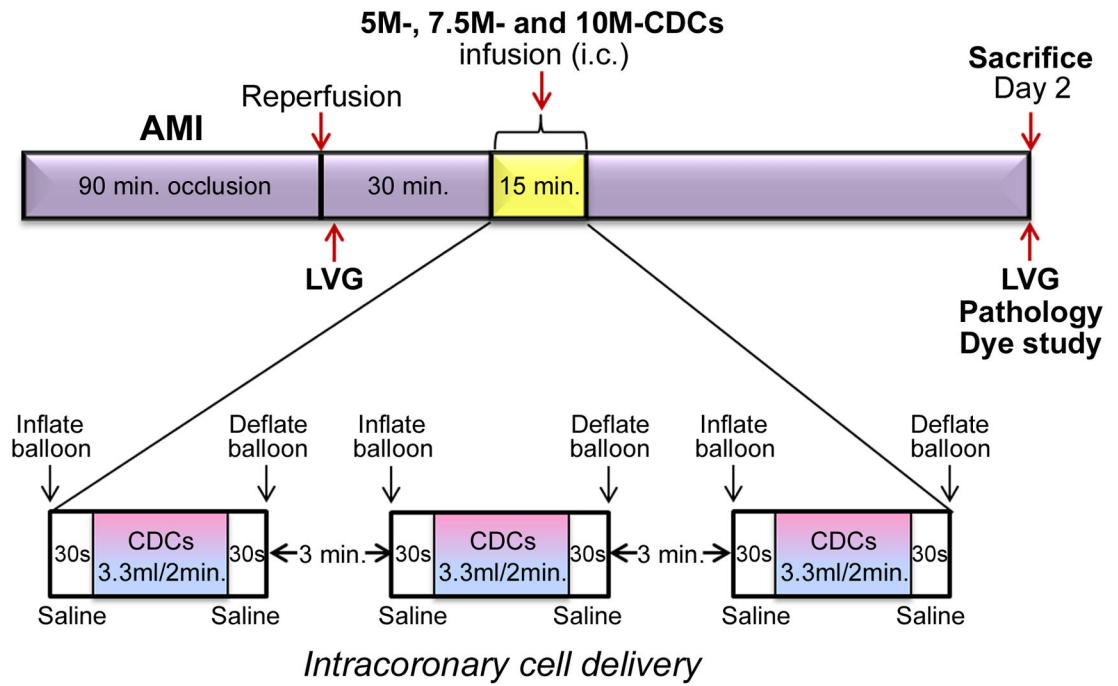 5M-, 7.5M- and 10M-CDCs
infusion (i.c.)
Sacrifice
Day 2
Reperfusion
AMI
90 min. occlusion
30 min.
15 min.
LVG
LVG
Pathology
Dye study
Inflate
balloon
Deflate
balloon
Inflate
balloon
Deflate
balloon
Inflate
balloon
Deflate
balloon
30s
CDCs
3.3ml/2min.
30s
3 min.
30s
CDCs
3.3ml/2min.
30s
3 min.
30s
CDCs
3.3ml/2min.
30s
Saline
Saline
Saline
Saline
Saline
Saline
Intracoronary cell delivery